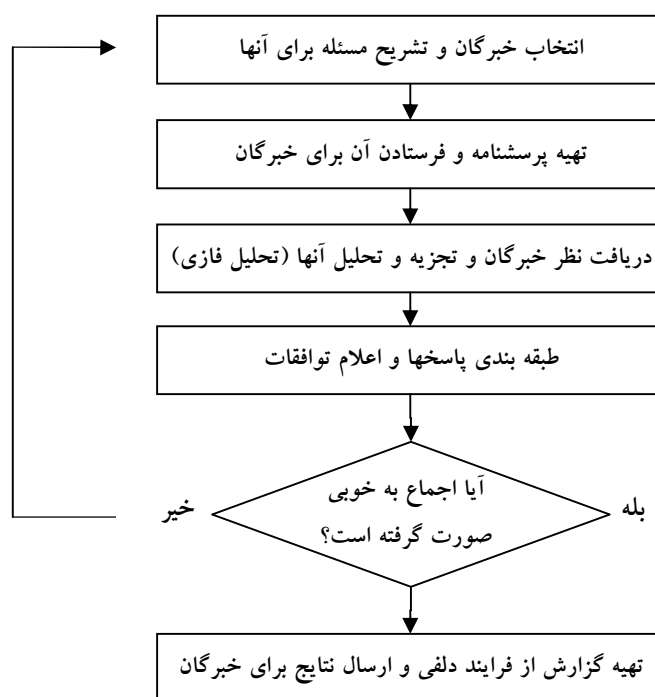 انتخاب خبرگان و تشریح مسئله برای آنها
تهیه پرسشنامه و فرستادن آن برای خبرگان
دریافت نظر خبرگان و تجزیه و تحلیل آنها (تحلیل فازی)
طبقه بندی پاسخها و اعلام توافقات
آیا اجماع به خوبی
صورت گرفته است؟
بله
خیر
تهیه گزارش از فرایند دلفی و ارسال نتایج برای خبرگان